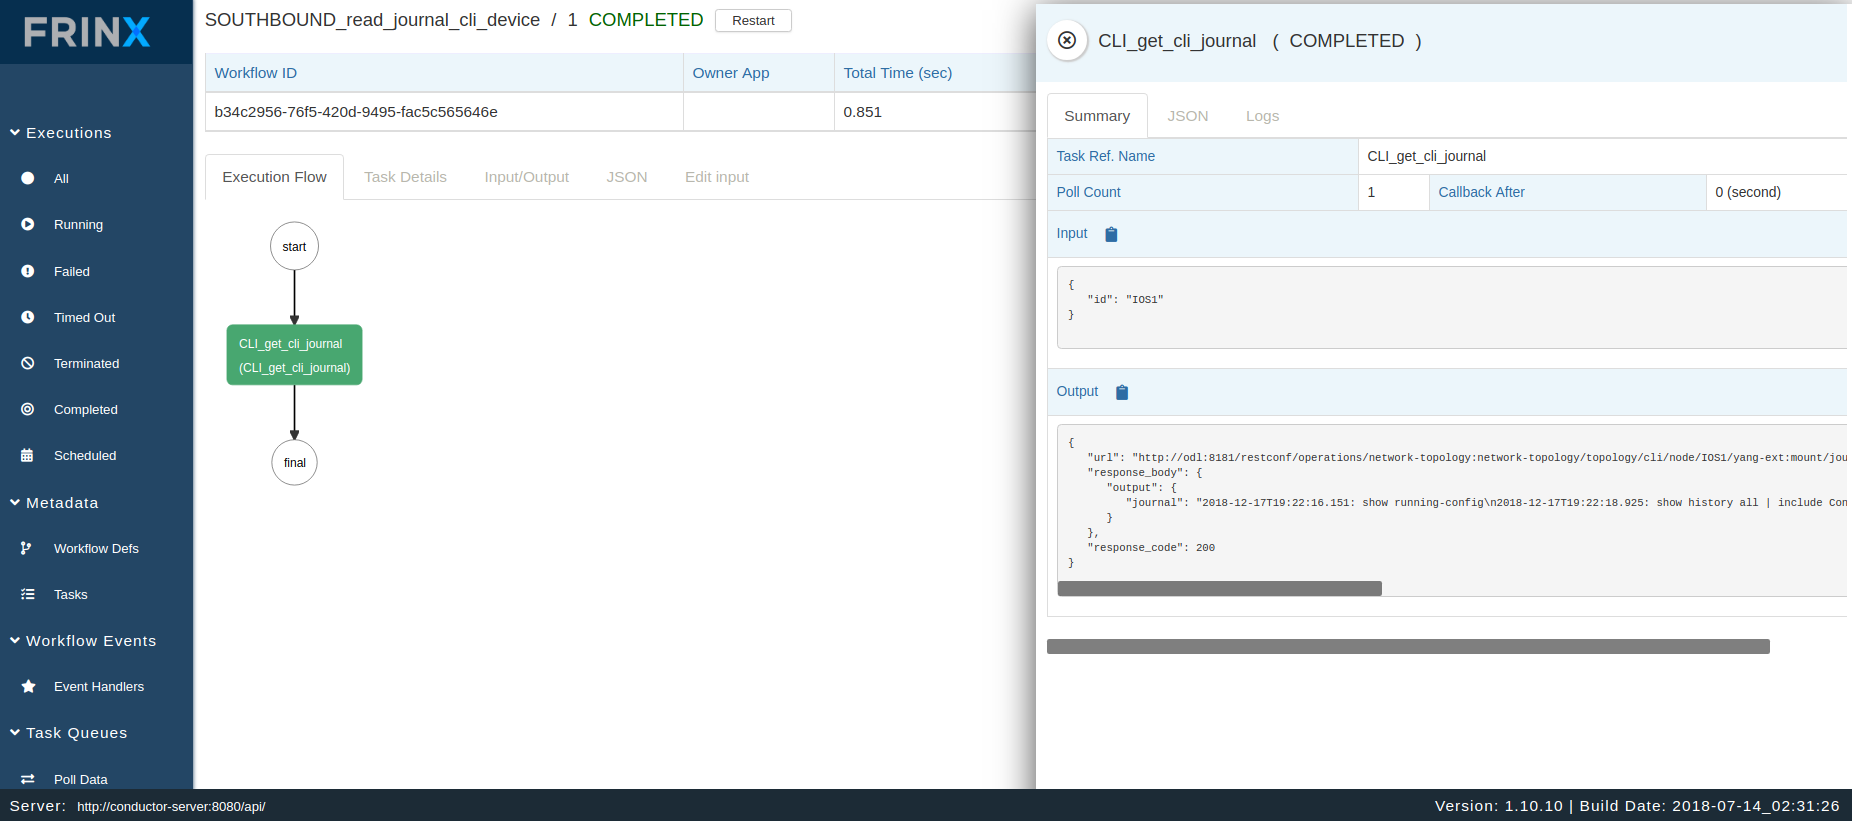 FRINX
Executions
All
Running
Failed
Timed Out
Terminated
Completed
Scheduled
Metadata
Workflow Defs
Tasks
Workflow Events
Event Handlers
Task Queues
Poll Data
SOUTHBOUND_read_journal_cli_device / 1 COMPLETED Restart
Workflow ID Owner App Total Time (sec)
b34c2956-76f5-420d-9495-fac5c565646e 0.851
Execution Flow Task Details Input/Output JSON Edit input
start
CLI_get_cli_journal
(CLI_get_cli_journal)
final
CLI_get_cli_journal ( COMPLETED )
Summary JSON Logs
Task Ref. Name CLI_get_cli_journal
Poll Count 1 Callback After 0 (second)
Input
{
"id": "IOS1"
}
Output
{
"url": "http://odl:8181/restconf/operations/network-topology:network-topology/topology/cli/node/IOS1/yang-ext:mount/jou
"response_body": {
"output": {
"journal": "2018-12-17T19:22:16.151: show running-config\n2018-12-17T19:22:18.925: show history all | include Con
}
},
"response_code": 200
}
Server: http://conductor-server:8080/api/
Version: 1.10.10 | Build Date: 2018-07-14_02:31:26